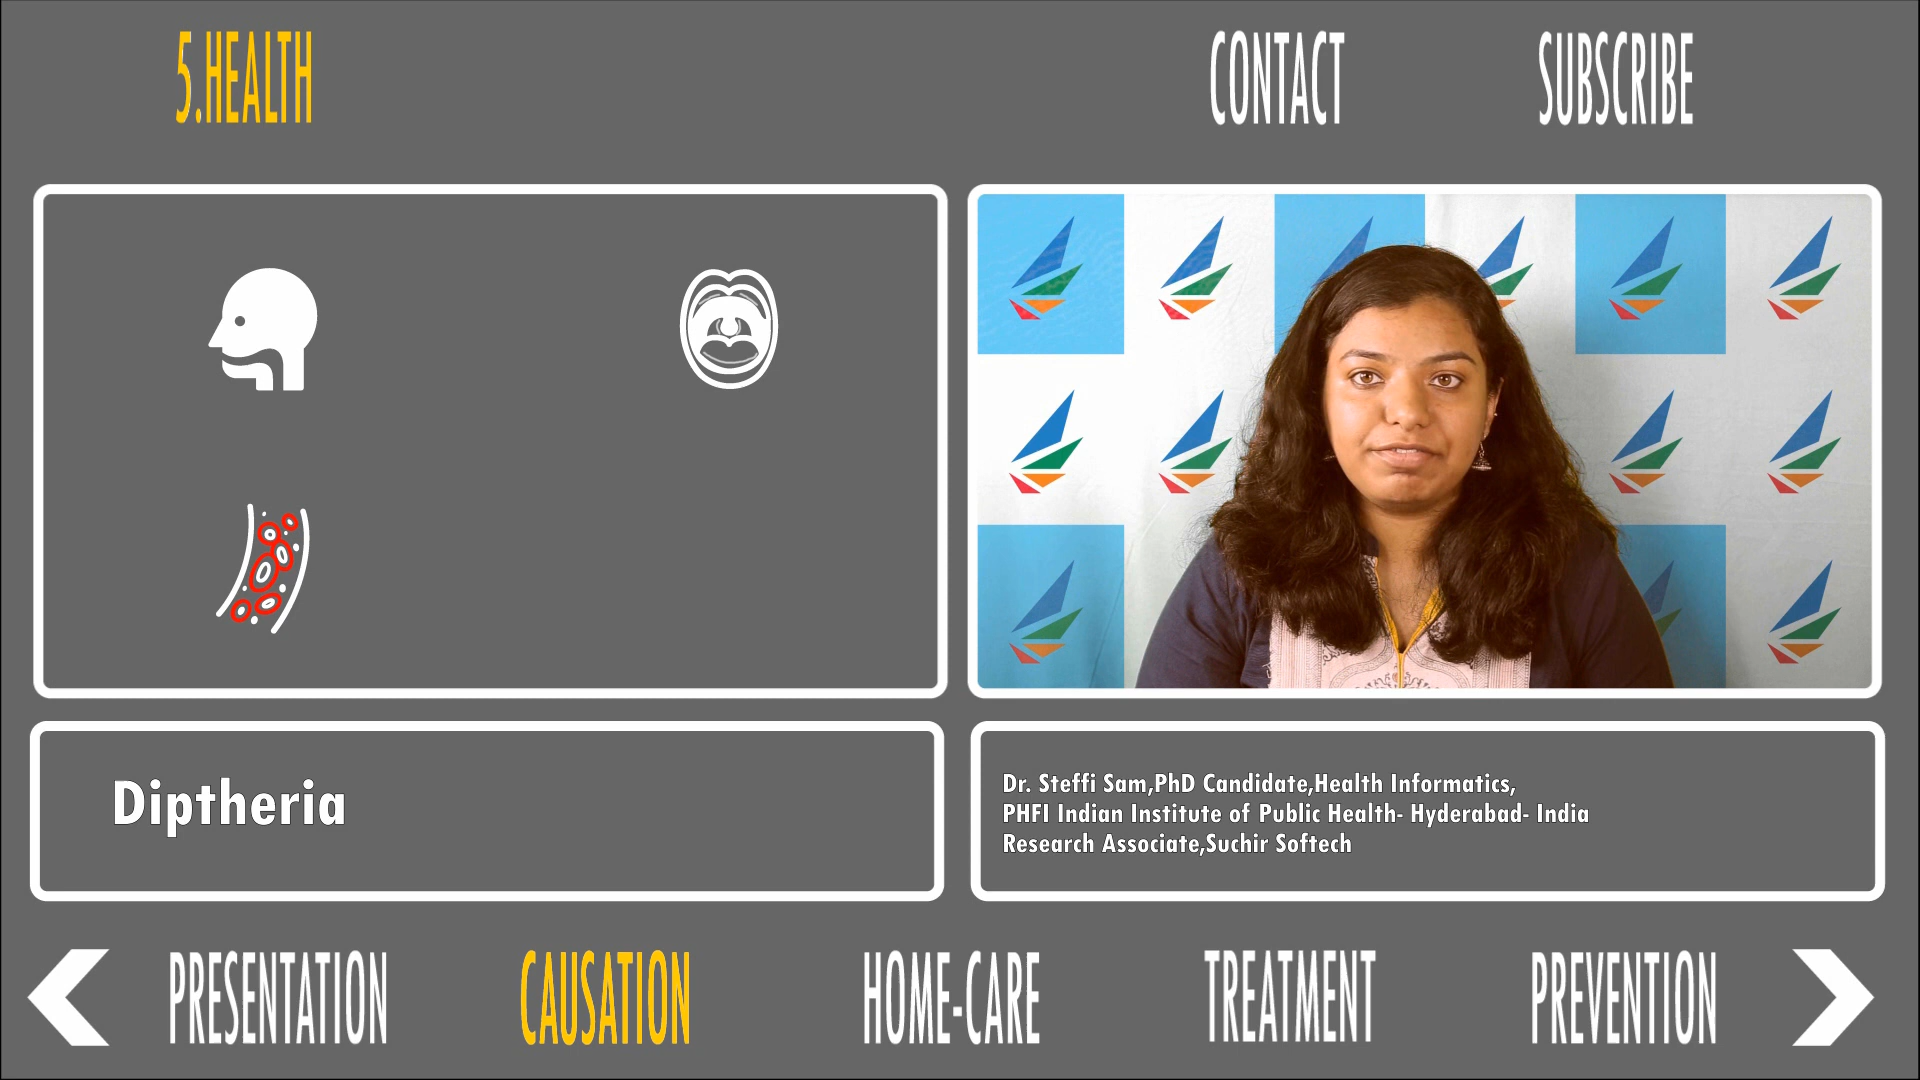 5.HEALTH
CONTACT
SUBSCRIBE
Diptheria
Dr. Steffi Sam,PhD Candidate,Health Informatics,
PHFI Indian Institute of Public Health- Hyderabad- India
Research Associate,Suchir Softech
PRESENTATION
CAUSATION
HOME-CARE
TREATMENT
PREVENTION